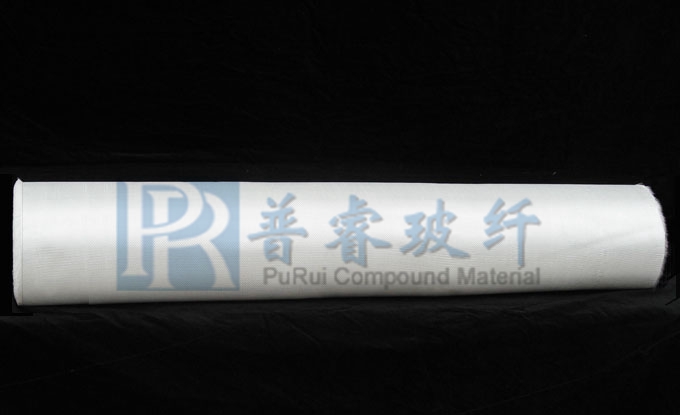 PR
普睿玻纤
PuRui Compound Material